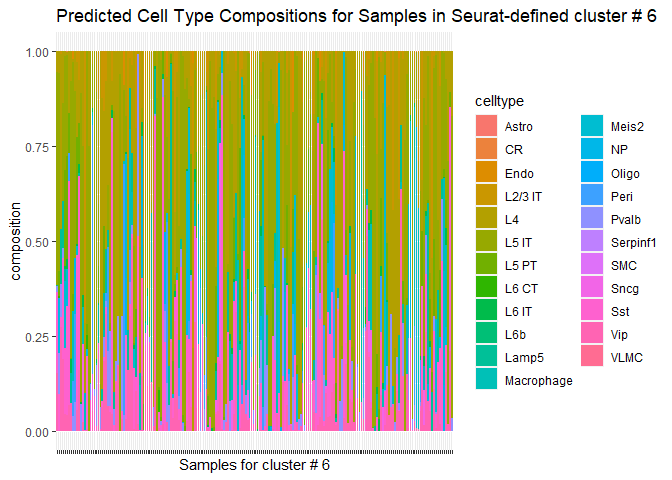 Predicted Cell Type Compositions for Samples in Seurat-defined cluster # 6
1.00
0.75
0.50
0.25
0.00
composition
Samples for cluster # 6
celltype
Astro
CR
Endo
L2/3 IT
L4
L5 IT
L5 PT
L6 CT
L6 IT
L6b
Lamp5
Macrophage
Meis2
NP
Oligo
Peri
Pvalb
Serpinf1
SMC
Sncg
Sst
Vip
VLMC